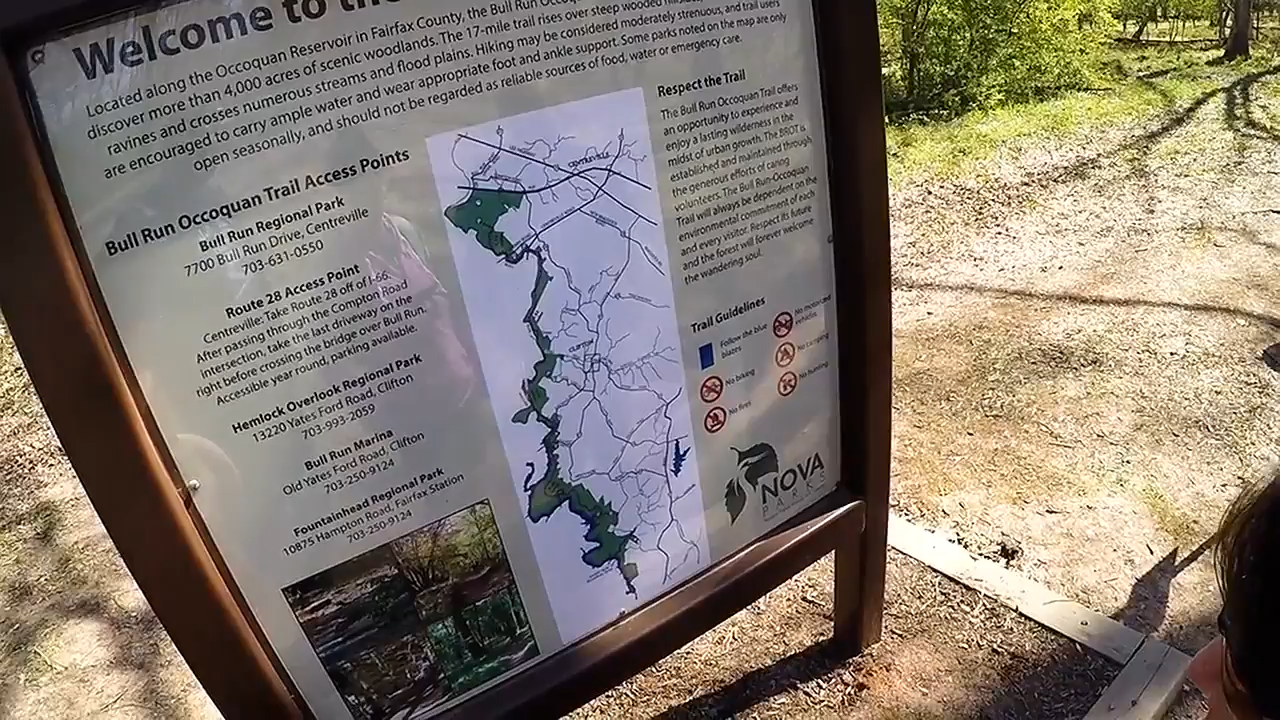 Welcome to the
Located along the Occoquan Reservoir in Fairfax County, the Bull Run
discover more than 4,000 acres of scenic woodlands. The 17-mile trail rises over steep wooded
ravines and crosses numerous streams and flood plains. Hiking may be considered moderately strenuous, and trail users
are encouraged to carry ample water and wear appropriate foot and ankle support. Some parks noted on the map are only
open seasonally, and should not be regarded as reliable sources of food, water or emergency care.
Bull Run Occoquan Trail Access Points
Bull Run Regional Park
7700 Bull Run Drive, Centreville
703-631-0550
Route 28 Access Point
Centreville: Take Route 28 off of I-66.
After passing through the Compton Road
intersection, take the last driveway on the
right before crossing the bridge over Bull Run.
Accessible year round, parking available.
Hemlock Overlook Regional Park
13220 Yates Ford Road, Clifton
703-993-2059
Bull Run Marina
Old Yates Ford Road, Clifton
703-250-9124
Fountainhead Regional Park
10875 Hampton Road, Fairfax Station
703-250-9124
CENTREVILLE
CLIFTON
Respect the Trail
The Bull Run Occoquan Trail offers
an opportunity to experience and
enjoy a lasting wilderness in the
midst of urban growth. The BROT is
established and maintained through
the generous efforts of caring
volunteers. The Bull Run-Occoquan
Trail will always be dependent on the
environmental commitment of each
and every visitor. Respect its future
and the forest will forever welcome
the wandering soul.
Trail Guidelines
Follow the blue
blazes
No biking
No fires
No motorized
vehicles
No camping
No hunting
NOVA
PARKS